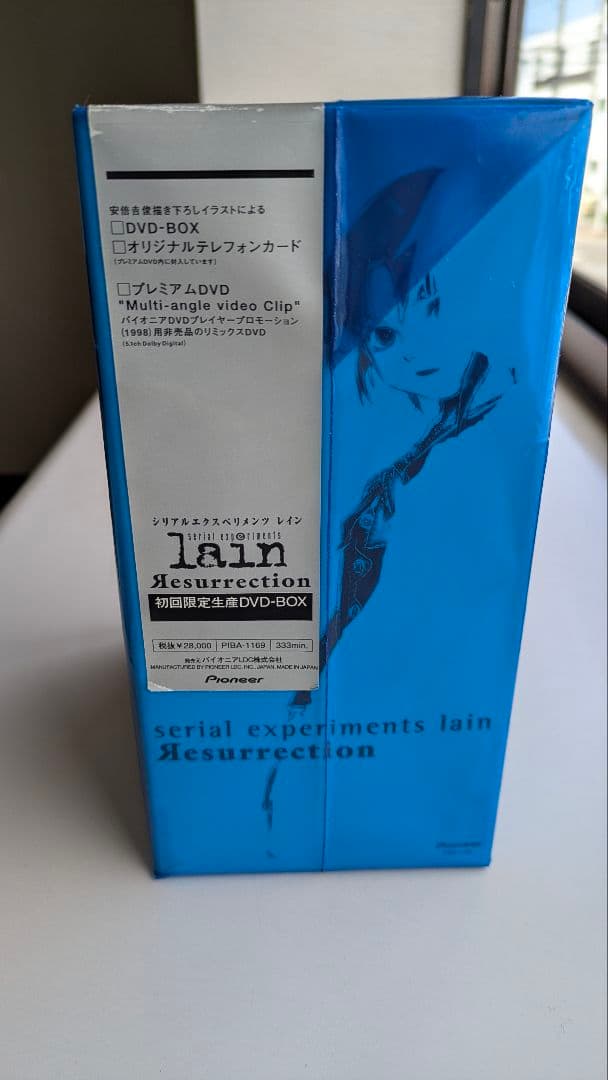 安倍吉俊描き下ろしイラストによる
□DVD-BOX
□オリジナルテレフォンカード
(プレミアムDVD内に封入しています)
□プレミアムDVD
"Multi-angle video Clip"
パイオニアDVDプレイヤープロモーション
(1998)用非売品のリミックスDVD
(5.1ch Dolby Digital)
シリアルエクスペリメンツ レイン
serial experiments
lain
Яesurrection
初回限定生産DVD-BOX
税抜¥28,000 PIBA-1169 333min.
発売元 パイオニアLDC株式会社
MANUFACTURED BY PIONEER LDC, INC., JAPAN. MADE IN JAPAN
Pioneer
serial experiments lain
Яesurrection
Pioneer